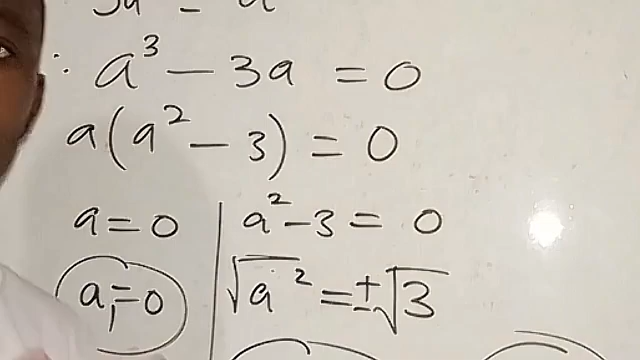 ∴ a³ − 3a = 0
a(a² − 3) = 0
a = 0 | a² − 3 = 0
a₁ = 0 | √a² = ±√3